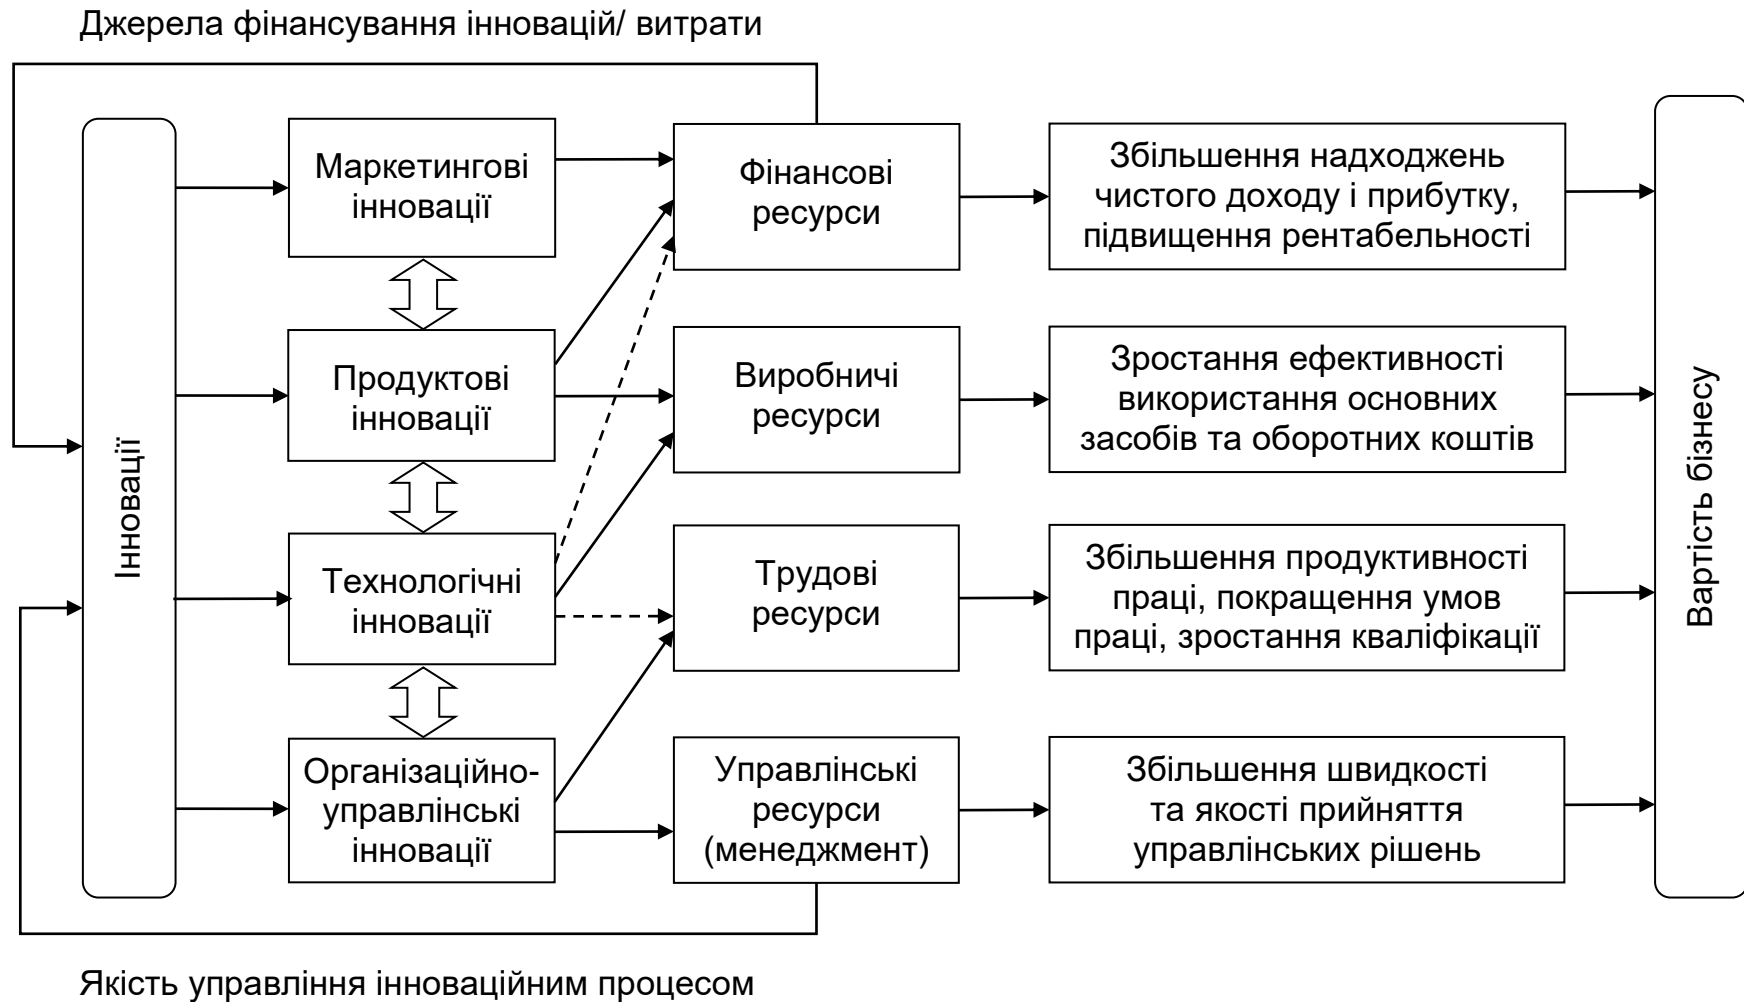 Джерела фінансування інновацій/ витрати
Інновації
Маркетингові
інновації
Продуктові
інновації
Технологічні
інновації
Організаційно-
управлінські
інновації
Фінансові
ресурси
Виробничі
ресурси
Трудові
ресурси
Управлінські
ресурси
(менеджмент)
Збільшення надходжень
чистого доходу і прибутку,
підвищення рентабельності
Зростання ефективності
використання основних
засобів та оборотних коштів
Збільшення продуктивності
праці, покращення умов
праці, зростання кваліфікації
Збільшення швидкості
та якості прийняття
управлінських рішень
Вартість бізнесу
Якість управління інноваційним процесом